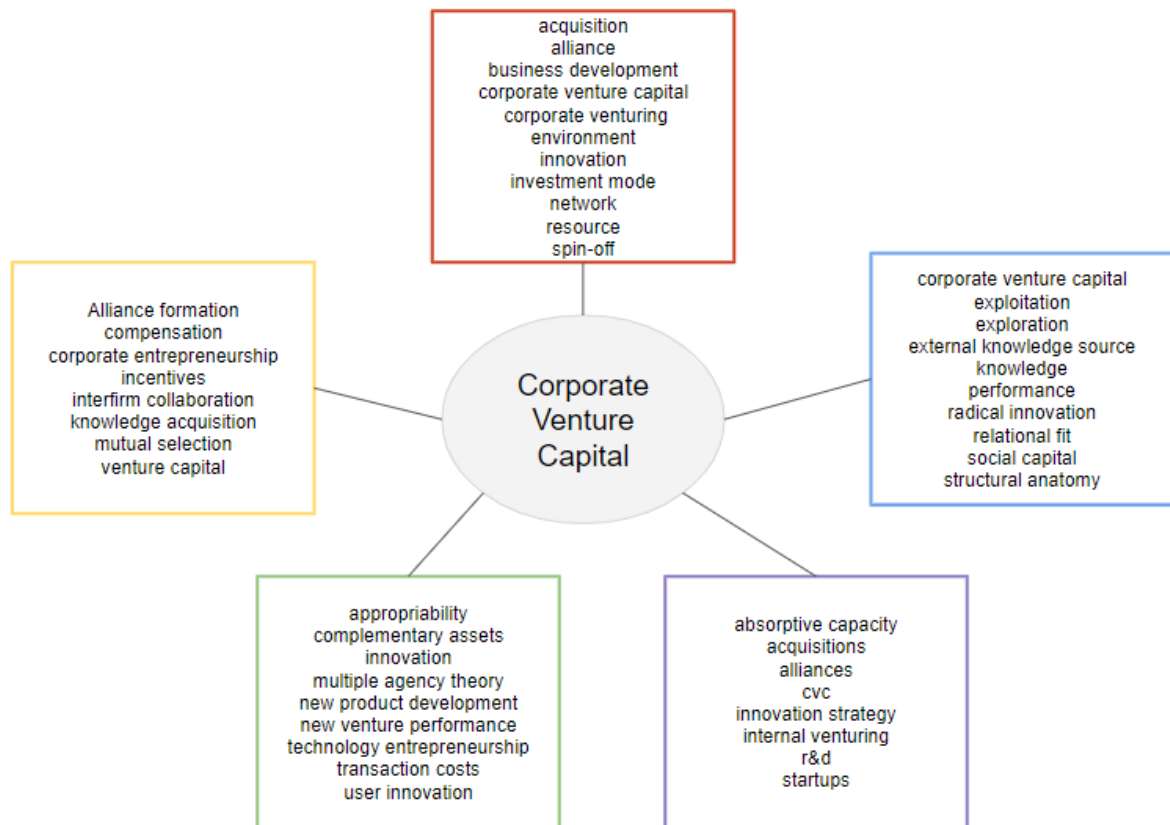 acquisition
alliance
business development
corporate venture capital
corporate venturing
environment
innovation
investment mode
network
resource
spin-off
Alliance formation
compensation
corporate entrepreneurship
incentives
interfirm collaboration
knowledge acquisition
mutual selection
venture capital
Corporate
Venture
Capital
corporate venture capital
exploitation
exploration
external knowledge source
knowledge
performance
radical innovation
relational fit
social capital
structural anatomy
appropriability
complementary assets
innovation
multiple agency theory
new product development
new venture performance
technology entrepreneurship
transaction costs
user innovation
absorptive capacity
acquisitions
alliances
cvc
innovation strategy
internal venturing
r&d
startups